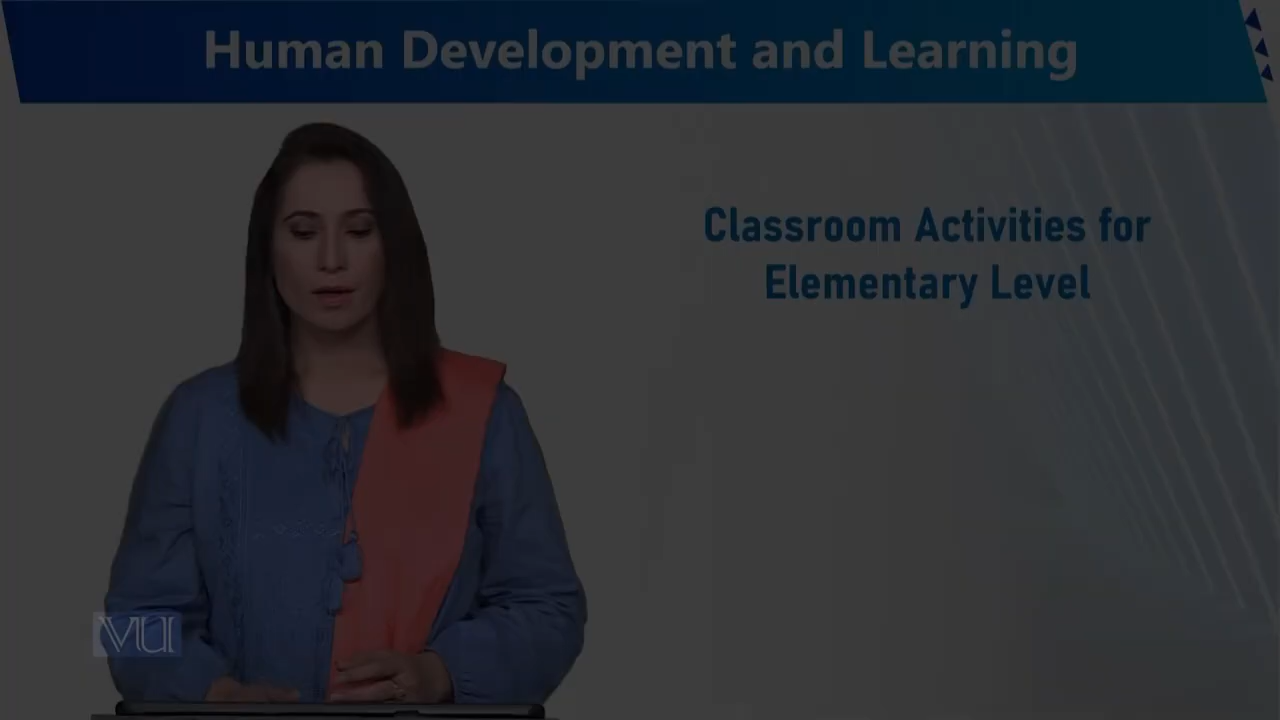 Human Development and Learning
Classroom Activities for
Elementary Level
VU